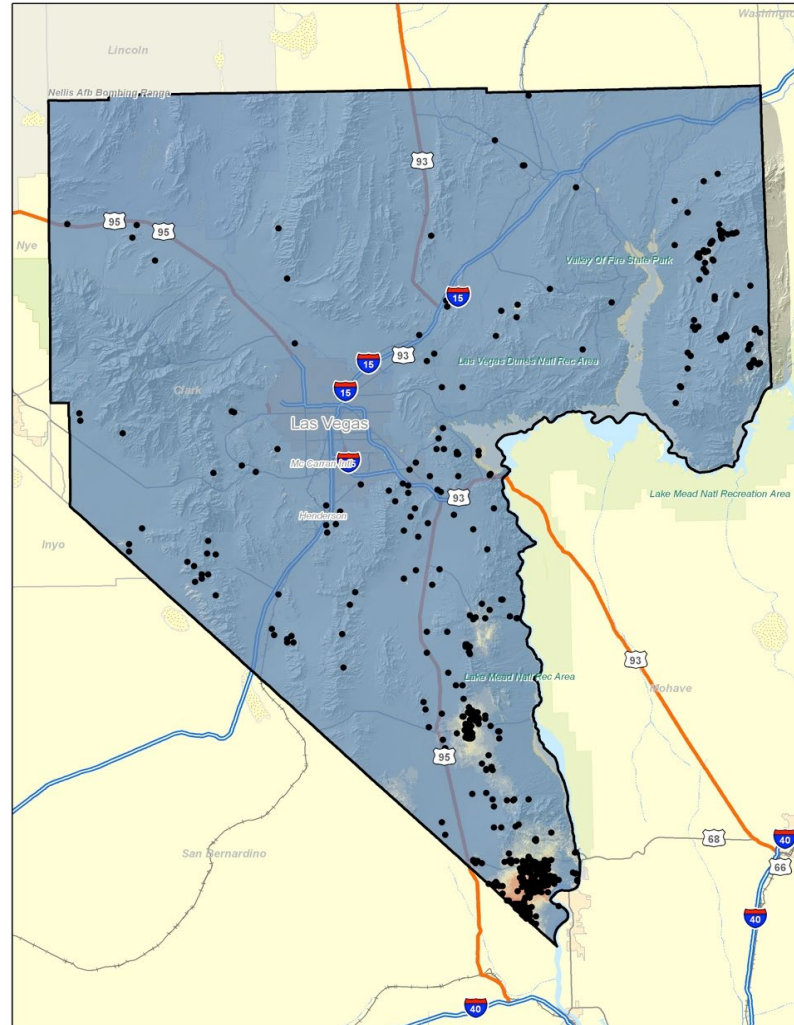 Washington
Lincoln
Nellis Afb Bombing Range
93
95
95
Nye
Valley Of Fire State Park
15
93
15
Las Vegas Dunes Natl Rec Area
Clark
15
Las Vegas
Mc Carran Intl
93
Lake Mead Natl Recreation Area
Henderson
Inyo
93
Lake Mead Natl Rec Area
Mohave
95
68
40
San Bernardino
66
40
40